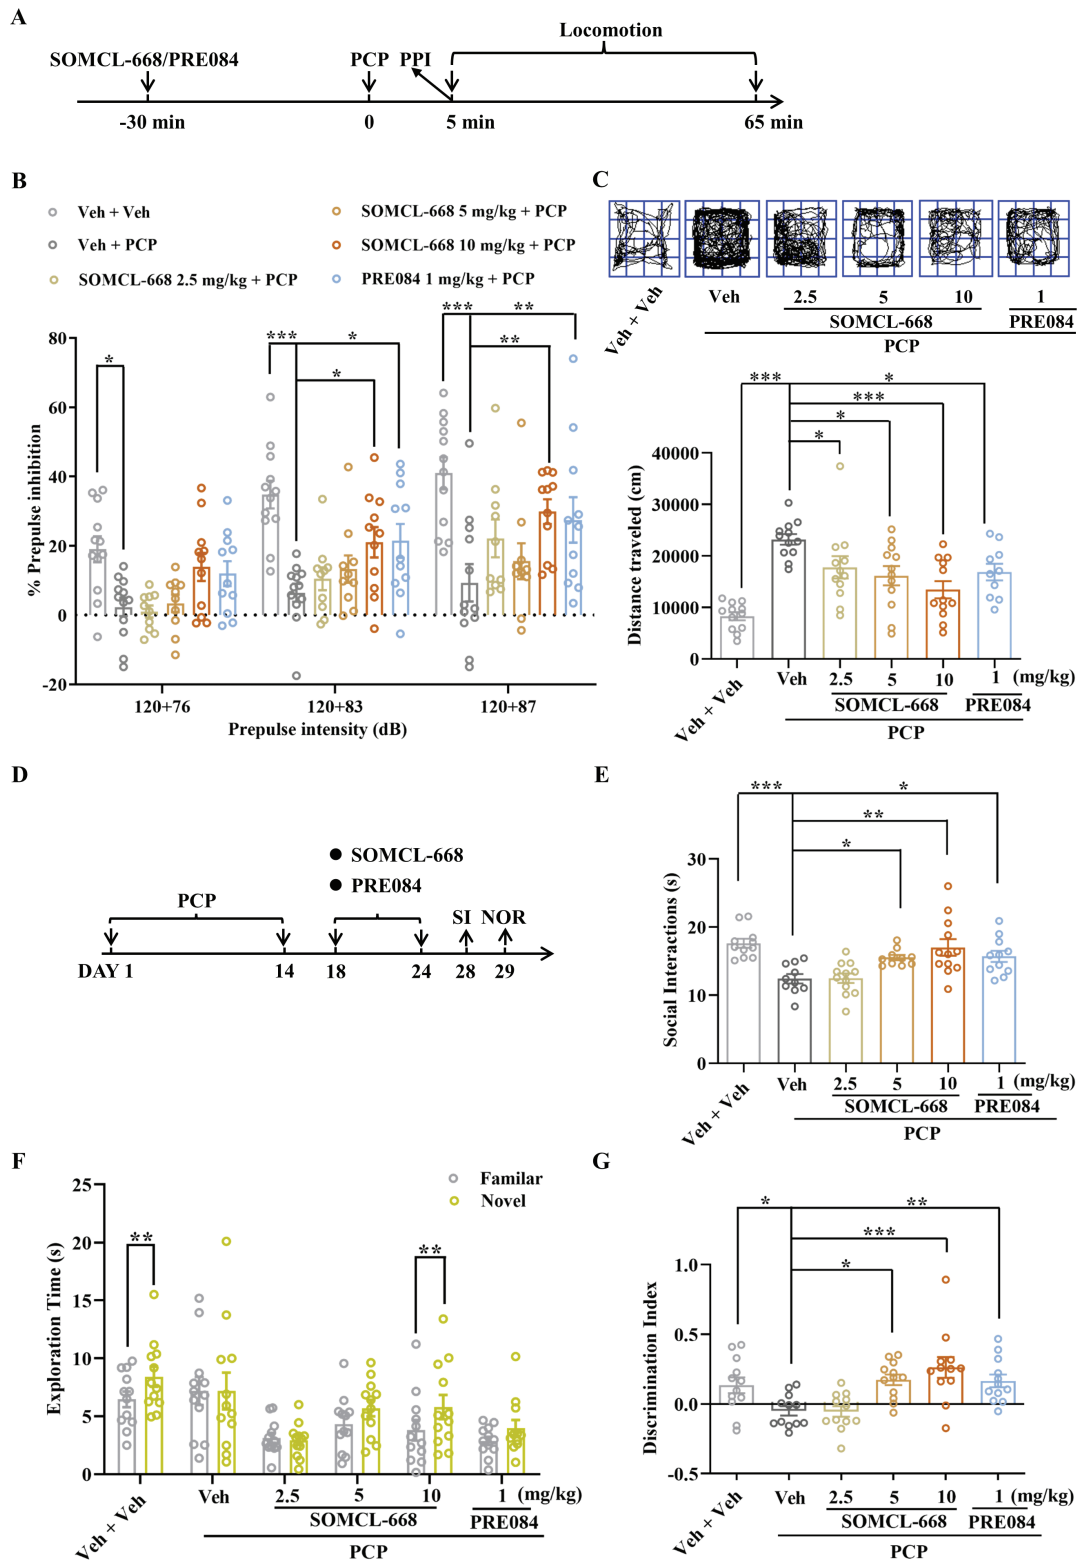 A
Locomotion
SOMCL-668/PRE084
PCP
PPI
-30 min
0
5 min
65 min
B
Veh + Veh
SOMCL-668 5 mg/kg + PCP
Veh + PCP
SOMCL-668 10 mg/kg + PCP
SOMCL-668 2.5 mg/kg + PCP
PRE084 1 mg/kg + PCP
*** **
*** * **
* *
80
60
40
20
0
-20
% Prepulse inhibition
120+76
120+83
120+87
Prepulse intensity (dB)
C
Veh + Veh
Veh
2.5
5
10
1
SOMCL-668
PRE084
PCP
*** *
***
*
*
40000
30000
20000
10000
0
Distance traveled (cm)
Veh + Veh
Veh
2.5
5
10
1
(mg/kg)
SOMCL-668
PRE084
PCP
D
SOMCL-668
PRE084
PCP
SI
NOR
DAY 1
14
18
24
28
29
E
*** *
**
*
30
20
10
0
Social Interactions (s)
Veh + Veh
Veh
2.5
5
10
1
(mg/kg)
SOMCL-668
PRE084
PCP
F
Familar
Novel
** **
25
20
15
10
5
0
Exploration Time (s)
Veh + Veh
Veh
2.5
5
10
1
(mg/kg)
SOMCL-668
PRE084
PCP
G
* **
***
*
1.0
0.5
0.0
-0.5
Discrimination Index
Veh + Veh
Veh
2.5
5
10
1
(mg/kg)
SOMCL-668
PRE084
PCP